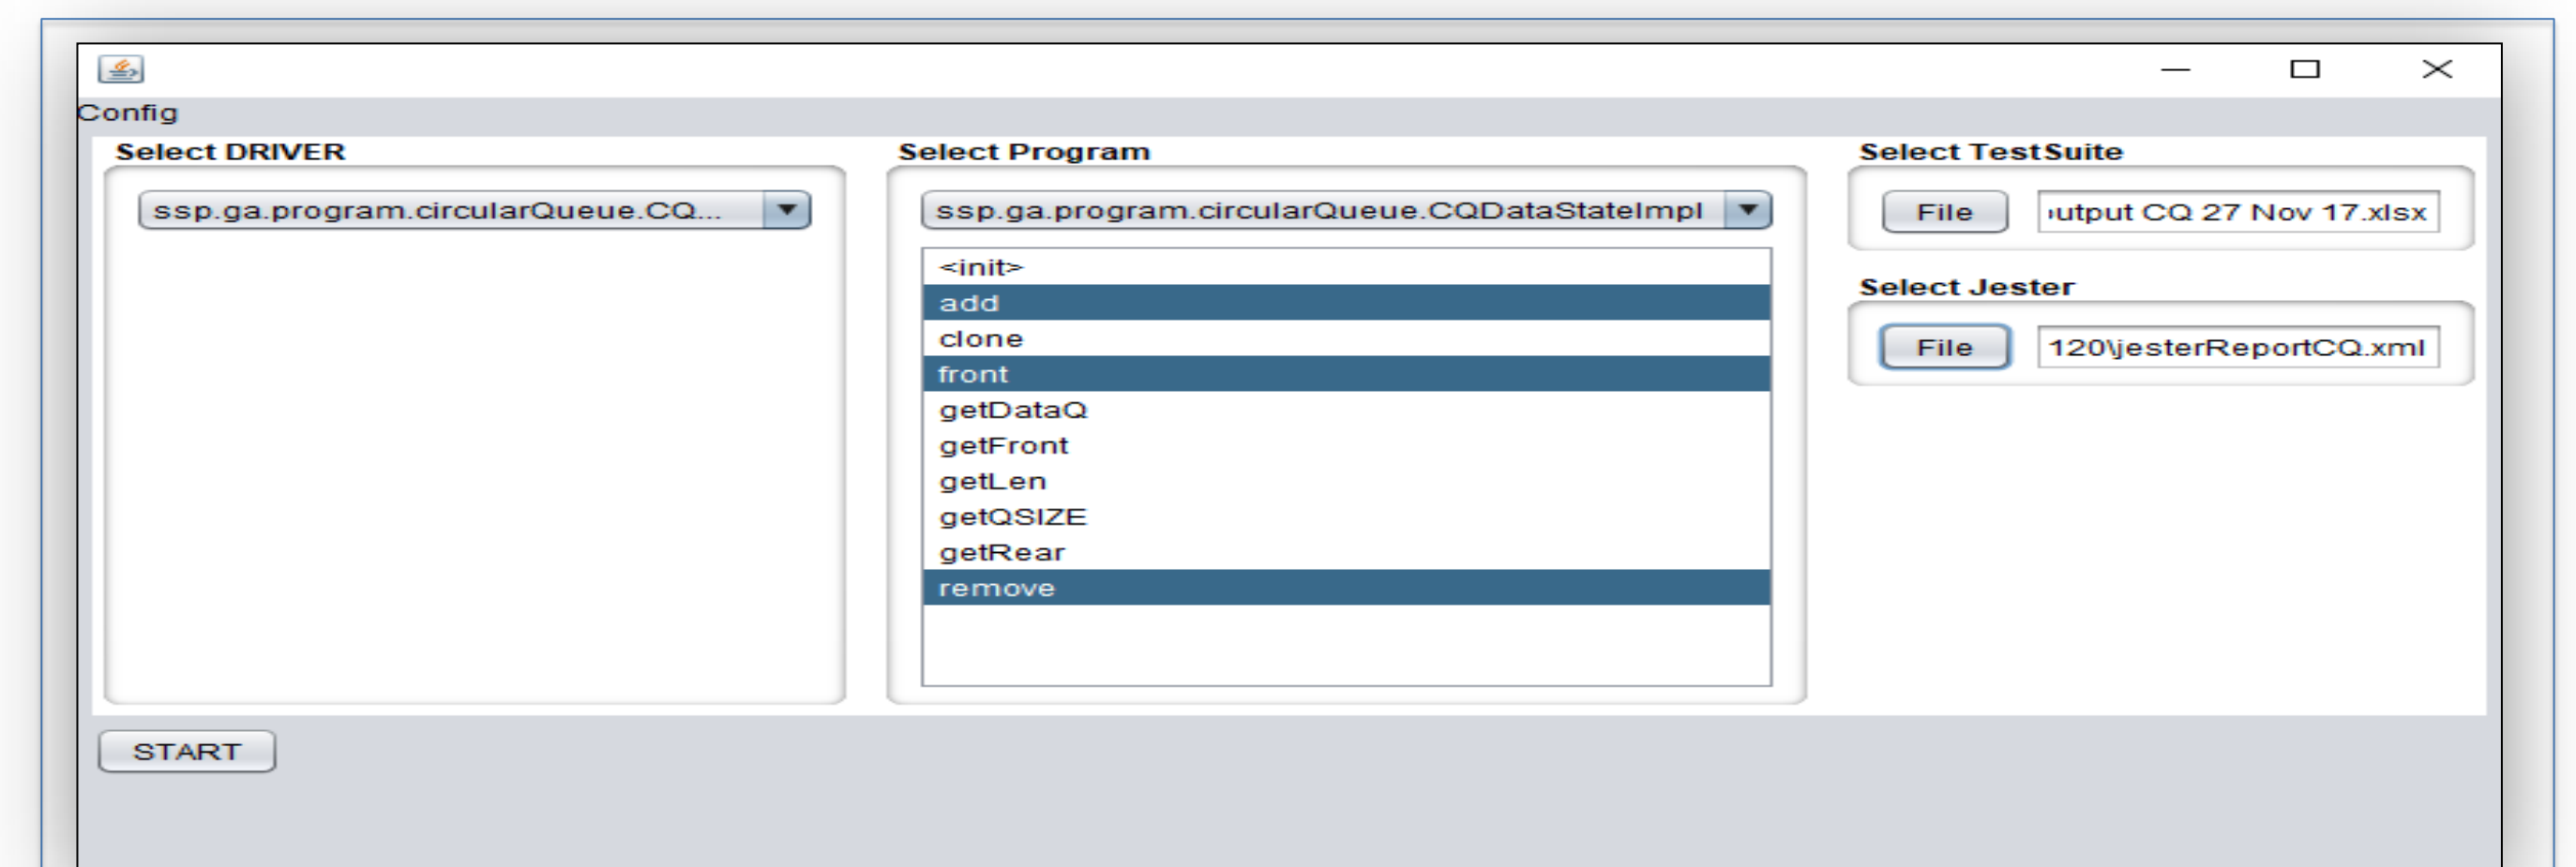 Config
Select DRIVER
ssp.ga.program.circularQueue.CQ...
Select Program
ssp.ga.program.circularQueue.CQDataStateImpl
<init>
add
clone
front
getDataQ
getFront
getLen
getQSIZE
getRear
remove
Select TestSuite
File
utput CQ 27 Nov 17.xlsx
Select Jester
File
120\jesterReportCQ.xml
START